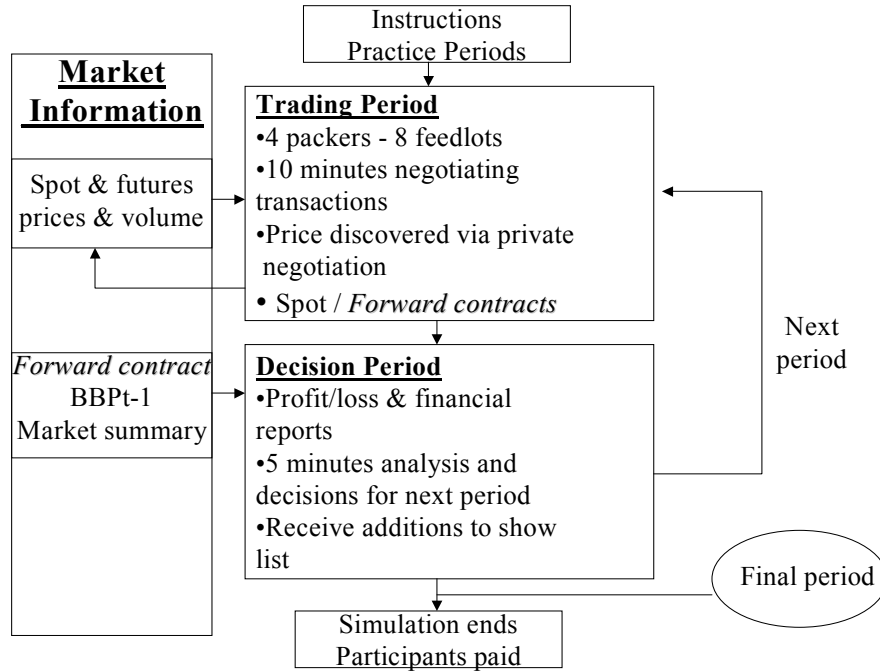 Instructions
Practice Periods
Market
Information
Spot & futures
prices & volume
Forward contract
BBPt-1
Market summary
Trading Period
•4 packers - 8 feedlots
•10 minutes negotiating
transactions
•Price discovered via private
negotiation
• Spot / Forward contracts
Decision Period
•Profit/loss & financial
reports
•5 minutes analysis and
decisions for next period
•Receive additions to show
list
Next
period
Final period
Simulation ends
Participants paid